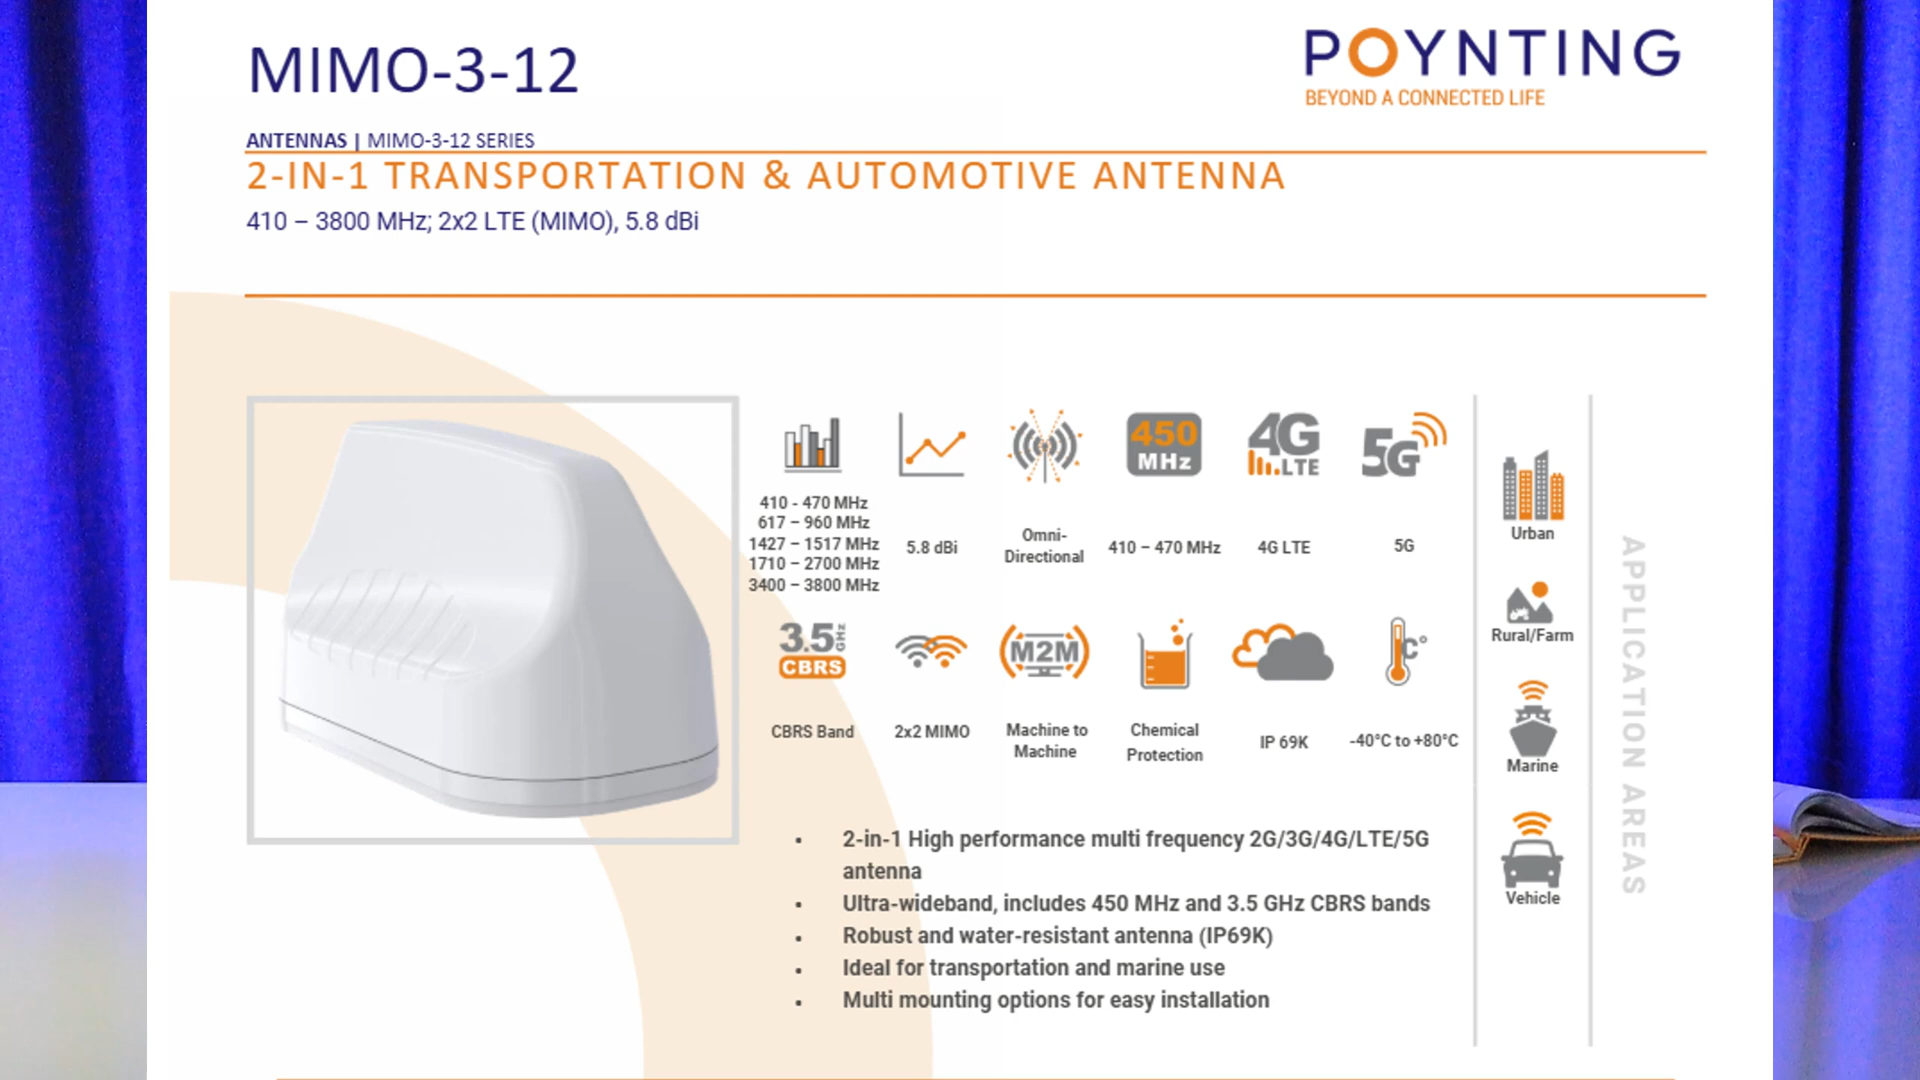 MIMO-3-12
POYNTING
BEYOND A CONNECTED LIFE
ANTENNAS | MIMO-3-12 SERIES
2-IN-1 TRANSPORTATION & AUTOMOTIVE ANTENNA
410 – 3800 MHz; 2x2 LTE (MIMO), 5.8 dBi
450
MHz
4G
LTE
5G
410 - 470 MHz
617 – 960 MHz
1427 – 1517 MHz
1710 – 2700 MHz
3400 – 3800 MHz
5.8 dBi
Omni-
Directional
410 – 470 MHz
4G LTE
5G
3.5 GHz
CBRS
M2M
C°
CBRS Band
2x2 MIMO
Machine to
Machine
Chemical
Protection
IP 69K
-40°C to +80°C
Urban
Rural/Farm
Marine
Vehicle
APPLICATION AREAS
• 2-in-1 High performance multi frequency 2G/3G/4G/LTE/5G
antenna
• Ultra-wideband, includes 450 MHz and 3.5 GHz CBRS bands
• Robust and water-resistant antenna (IP69K)
• Ideal for transportation and marine use
• Multi mounting options for easy installation